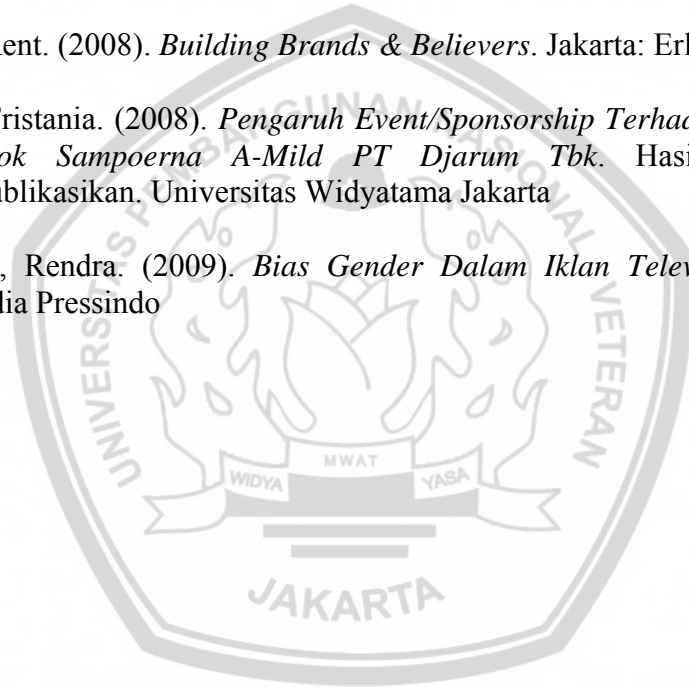 ent. (2008). Building Brands & Believers. Jakarta: Erl
ristania. (2008). Pengaruh Event/Sponsorship Terhad
ok Sampoerna A-Mild PT Djarum Tbk. Hasi
ublikasikan. Universitas Widyatama Jakarta
, Rendra. (2009). Bias Gender Dalam Iklan Telev
dia Pressindo
UNIVERSITAS PEMBANGUNAN NASIONAL VETERAN
MWAT
WIDYA YASA
JAKARTA